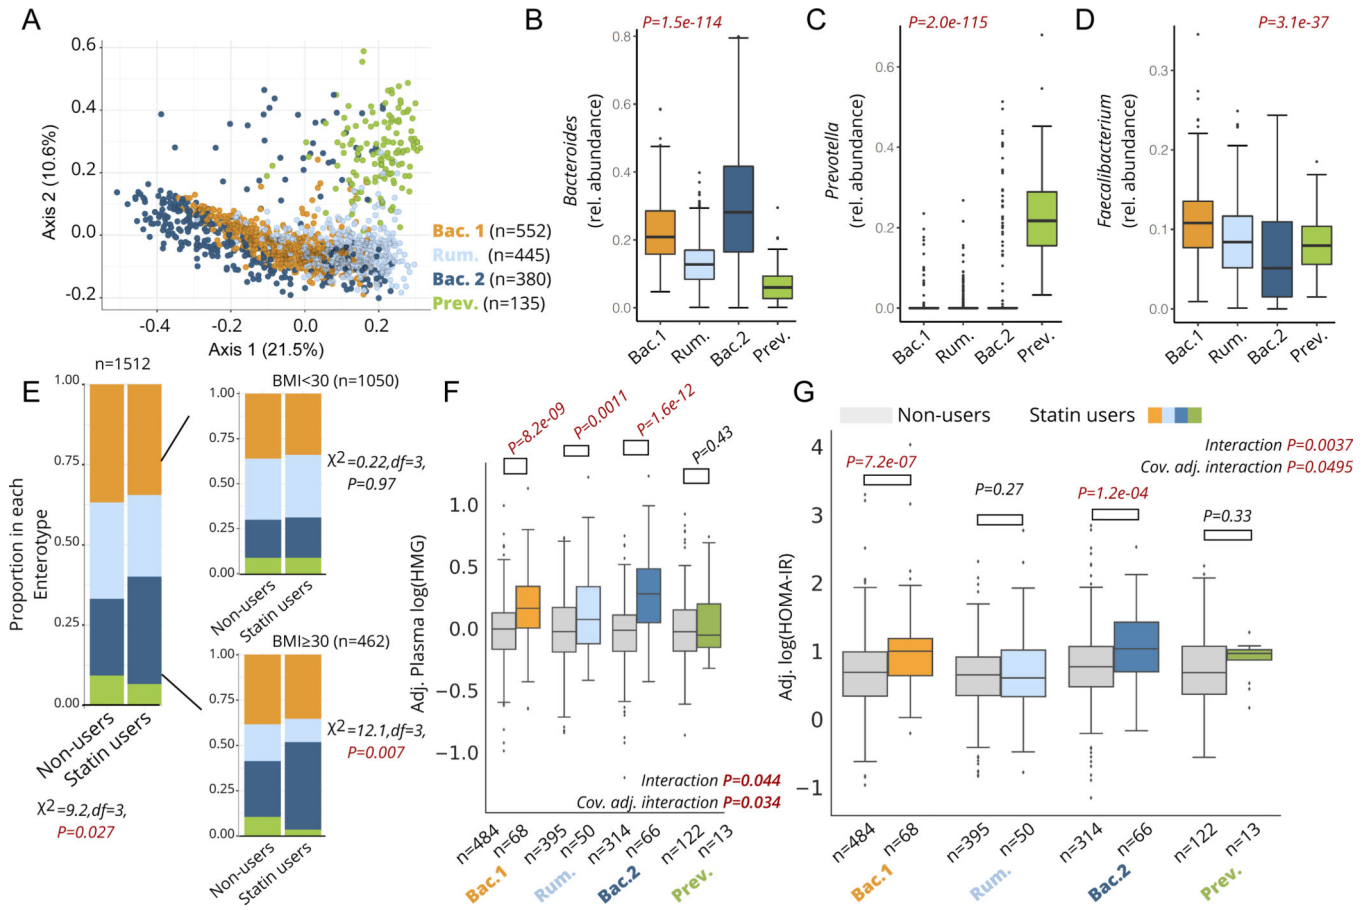 A
0.6
0.4
0.2
0.0
-0.2
Axis 2 (10.6%)
-0.4
-0.2
0.0
0.2
Axis 1 (21.5%)
Bac. 1 (n=552)
Rum. (n=445)
Bac. 2 (n=380)
Prev. (n=135)
B
P=1.5e-114
Bacteroides
(rel. abundance)
0.8
0.6
0.4
0.2
0.0
Bac.1
Rum.
Bac.2
Prev.
C
P=2.0e-115
Prevotella
(rel. abundance)
0.6
0.4
0.2
0.0
Bac.1
Rum.
Bac.2
Prev.
D
P=3.1e-37
Faecalibacterium
(rel. abundance)
0.3
0.2
0.1
0.0
Bac.1
Rum.
Bac.2
Prev.
E
n=1512
Proportion in each
Enterotype
1.00
0.75
0.50
0.25
0.00
Non-users
Statin users
χ2=9.2,df=3,
P=0.027
BMI<30 (n=1050)
1.00
0.75
0.50
0.25
0.00
Non-users
Statin users
χ2=0.22,df=3,
P=0.97
BMI≥30 (n=462)
1.00
0.75
0.50
0.25
0.00
Non-users
Statin users
χ2=12.1,df=3,
P=0.007
F
P=8.2e-09
P=0.0011
P=1.6e-12
P=0.43
Adj. Plasma log(HMG)
1.0
0.5
0.0
−0.5
−1.0
Interaction P=0.044
Cov. adj. interaction P=0.034
n=484
n=68
n=395
n=50
n=314
n=66
n=122
n=13
Bac.1
Rum.
Bac.2
Prev.
G
Non-users
Statin users
Interaction P=0.0037
Cov. adj. interaction P=0.0495
P=7.2e-07
P=0.27
P=1.2e-04
P=0.33
Adj. log(HOMA-IR)
4
3
2
1
0
−1
n=484
n=68
n=395
n=50
n=314
n=66
n=122
n=13
Bac.1
Rum.
Bac.2
Prev.